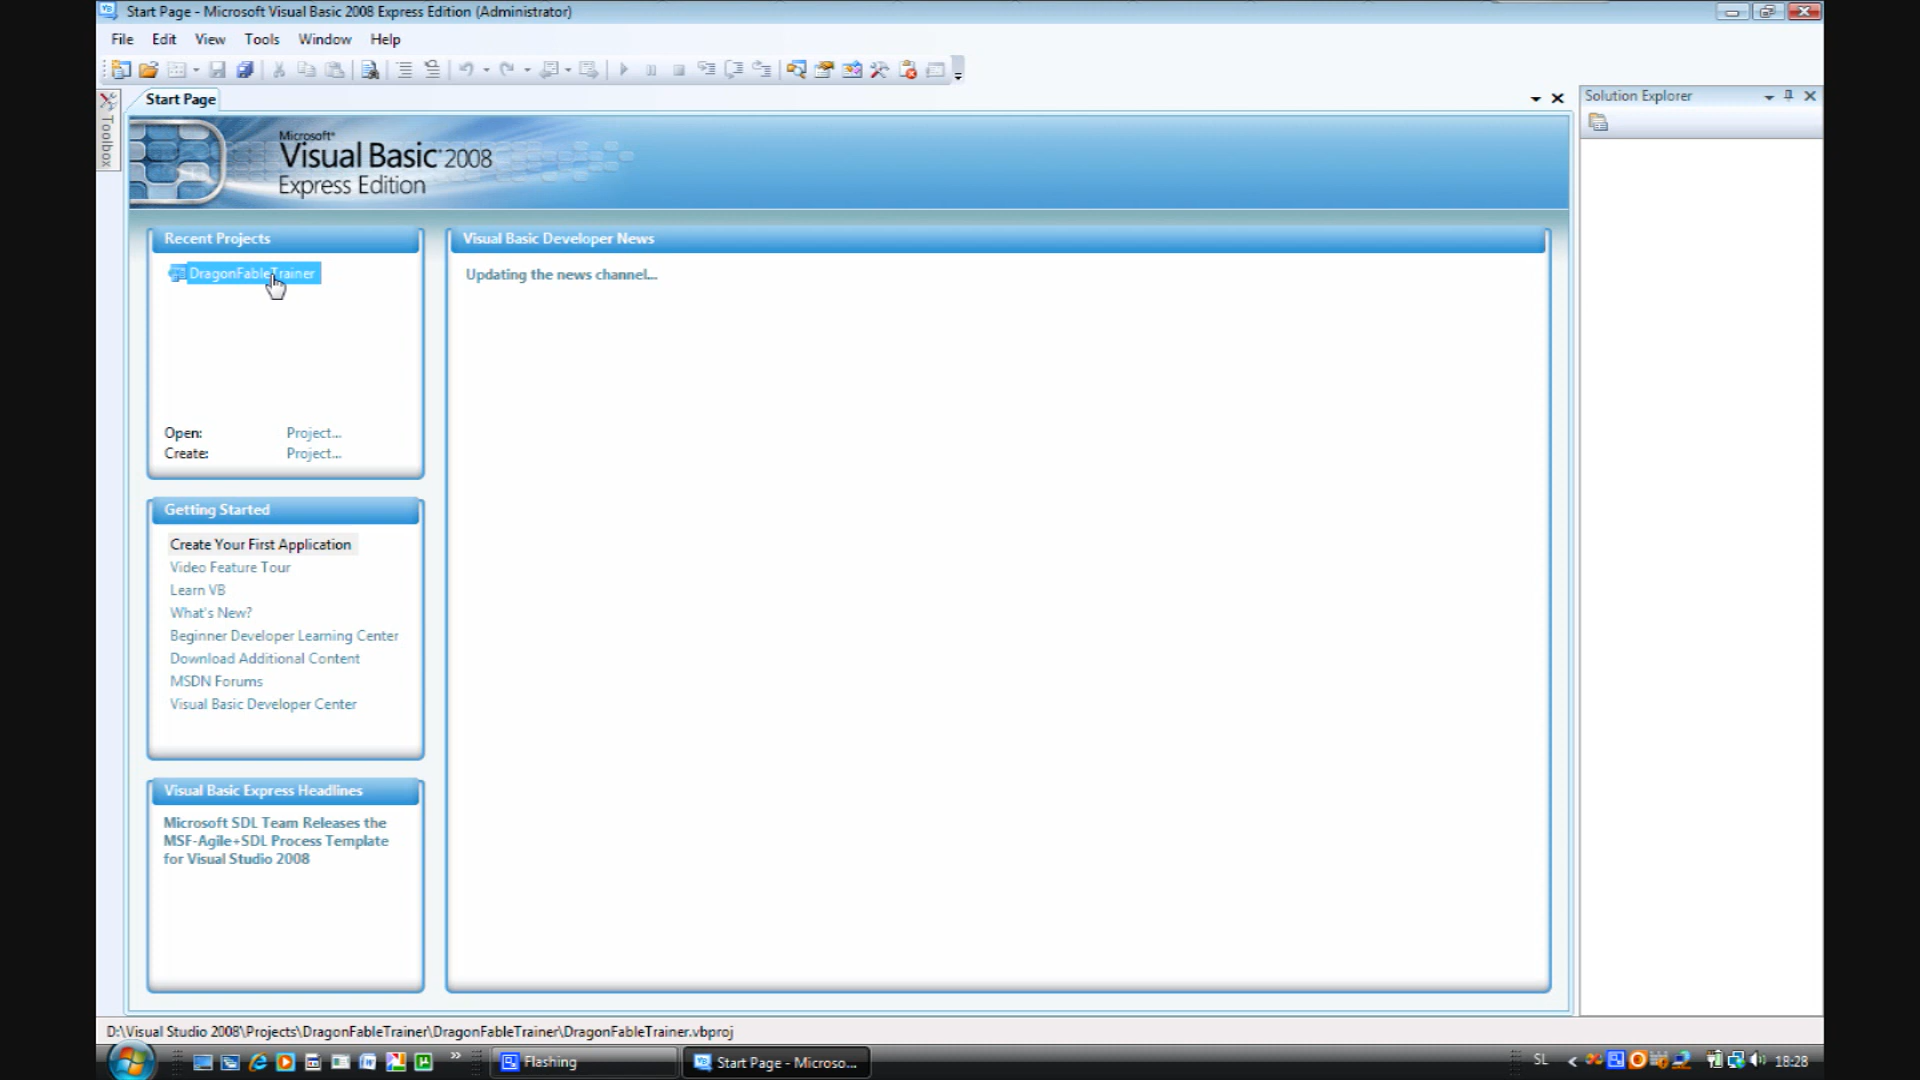 Start Page - Microsoft Visual Basic 2008 Express Edition (Administrator)
File Edit View Tools Window Help
Toolbox
Start Page
Solution Explorer
Microsoft®
Visual Basic® 2008
Express Edition
Recent Projects
DragonFableTrainer
Open: Project...
Create: Project...
Visual Basic Developer News
Updating the news channel...
Getting Started
Create Your First Application
Video Feature Tour
Learn VB
What's New?
Beginner Developer Learning Center
Download Additional Content
MSDN Forums
Visual Basic Developer Center
Visual Basic Express Headlines
Microsoft SDL Team Releases the
MSF-Agile+SDL Process Template
for Visual Studio 2008
D:\Visual Studio 2008\Projects\DragonFableTrainer\DragonFableTrainer\DragonFableTrainer.vbproj
Flashing
Start Page - Microso...
SL
18:28